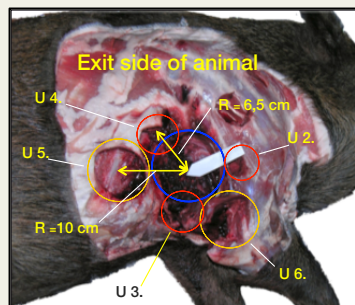 Exit side of animal
U 4.
R = 6,5 cm
U 2.
U 5.
R =10 cm
U 6.
U 3.